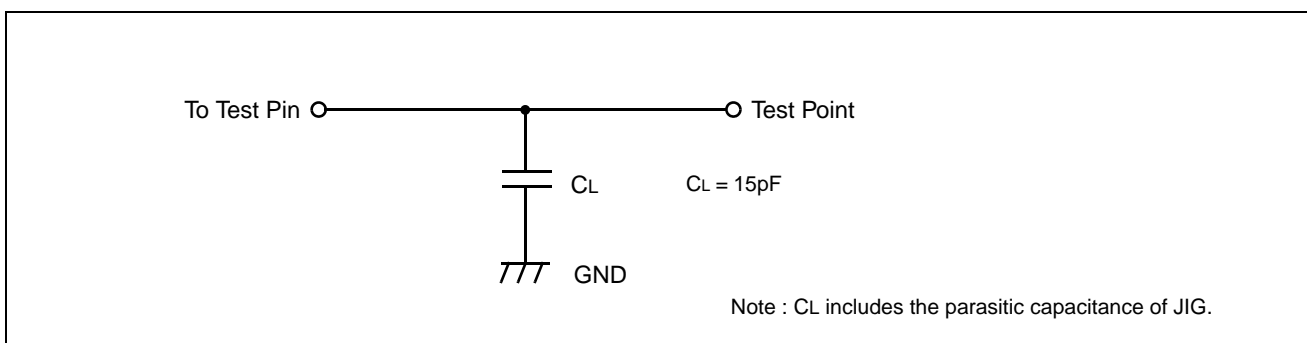 To Test Pin
Test Point
CL
CL = 15pF
GND
Note : CL includes the parasitic capacitance of JIG.